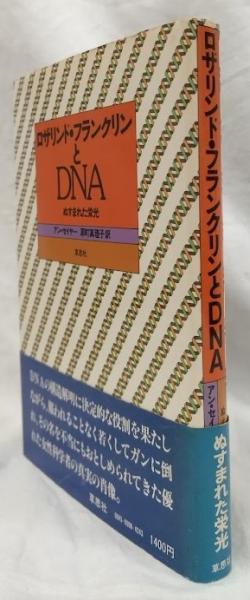 ロザリンド・フランクリン
と
DNA
ぬすまれた栄光
アン・セイヤー 深町真理子訳
草思社
DNAの構造解明に決定的な役割を果たし
ながら、報われることなく若くしてガンに倒
れ、その名を不当にもおとしめられてきた優
れた女性科学者の真実の肖像。
草思社
1400円
ロザリンド・フランクリンとDNA
アン・セイ
ぬすまれた栄光
草思社